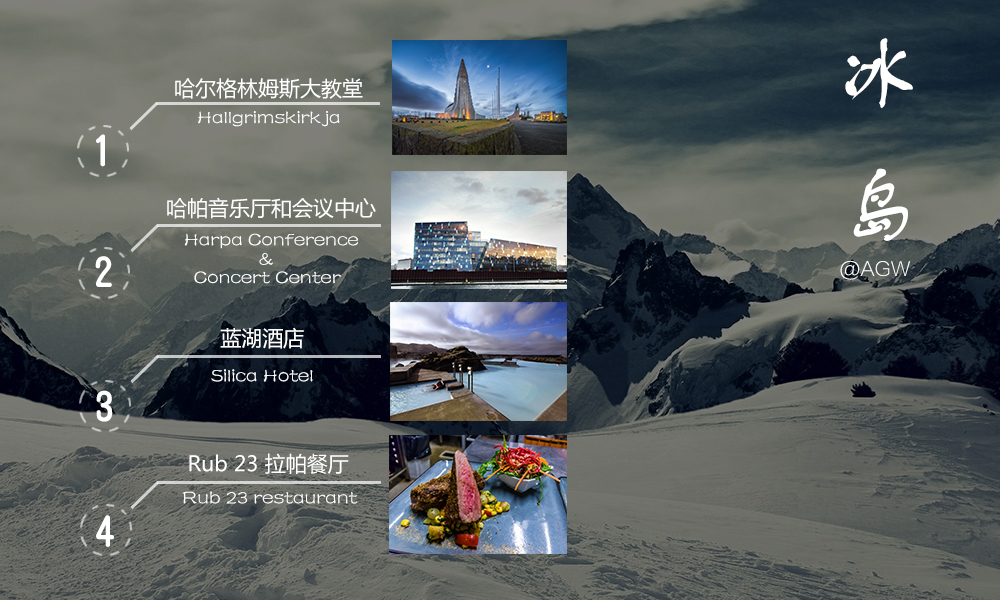 冰
岛
@AGW
1
哈尔格林姆斯大教堂
Hallgrimskirkja
2
哈帕音乐厅和会议中心
Harpa Conference
&
Concert Center
3
蓝湖酒店
Silica Hotel
4
Rub 23 拉帕餐厅
Rub 23 restaurant